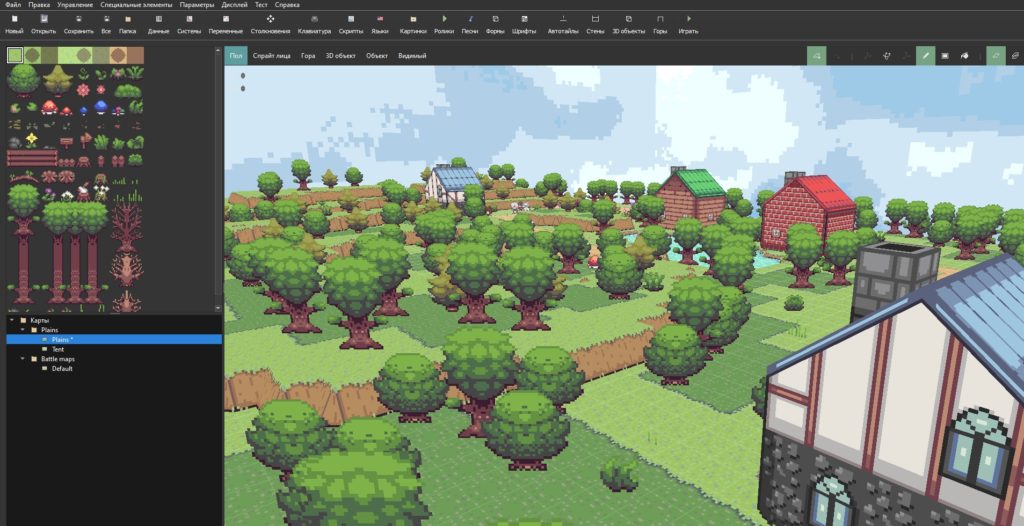 Файл Правка Управление Специальные элементы Параметры Дисплей Тест Справка
Новый Открыть Сохранить Все Папка Данные Системы Переменные Столкновения Клавиатура Скрипты Языки Картинки Ролики Песни Формы Шрифты Автотайлы Стены 3D объекты Горы Играть
Пол Спрайт лица Гора 3D объект Объект Видимый
Карты
Plains
Plains *
Tent
Battle maps
Default